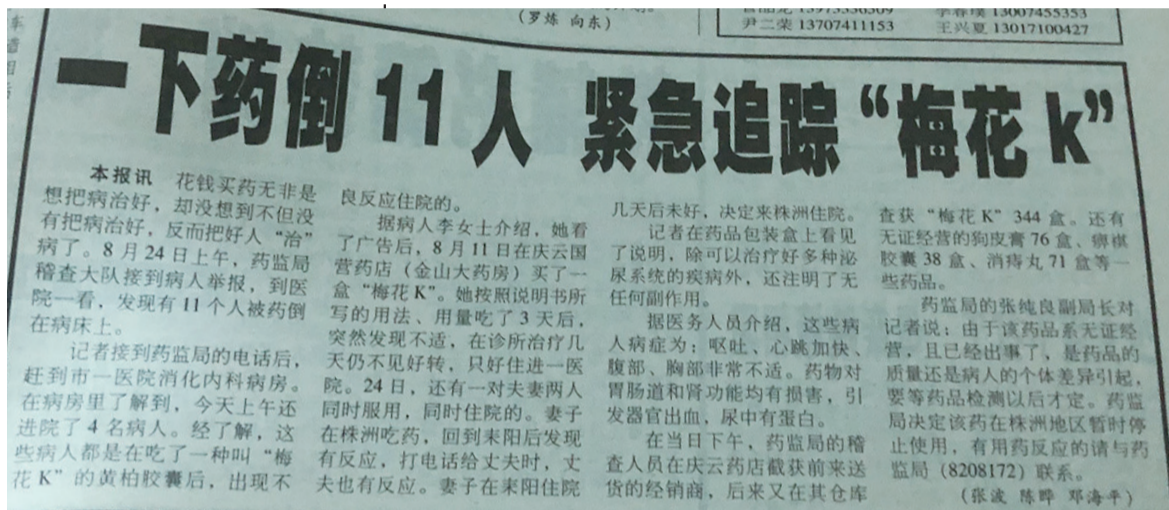 (罗炼 向东)
尹二荣 13707411153
李春璞 13007455353
王兴夏 13017100427
一下药倒11人 紧急追踪“梅花k”
本报讯 花钱买药无非是
想把病治好，却没想到不但没
有把病治好，反而把好人“治”
病了。8月24日上午，药监局
稽查大队接到病人举报，到医
院一看，发现有11个人被药倒
在病床上。
记者接到药监局的电话后，
赶到市一医院消化内科病房。
在病房里了解到，今天上午还
进院了4名病人。经了解，这
些病人都是在吃了一种叫“梅
花K”的黄柏胶囊后，出现不
良反应住院的。
据病人李女士介绍，她看
了广告后，8月11日在庆云国
营药店（金山大药房）买了一
盒“梅花K”。她按照说明书所
写的用法、用量吃了3天后，
突然发现不适，在诊所治疗几
天仍不见好转，只好住进一医
院。24日，还有一对夫妻两人
同时服用，同时住院的。妻子
在株洲吃药，回到耒阳后发现
有反应，打电话给丈夫时，丈
夫也有反应。妻子在耒阳住院
几天后未好，决定来株洲住院。
记者在药品包装盒上看见
了说明，除可以治疗好多种泌
尿系统的疾病外，还注明了无
任何副作用。
据医务人员介绍，这些病
人病症为：呕吐、心跳加快、
腹部、胸部非常不适。药物对
胃肠道和肾功能均有损害，引
发器官出血，尿中有蛋白。
在当日下午，药监局的稽
查人员在庆云药店截获前来送
货的经销商，后来又在其仓库
查获“梅花K”344盒。还有
无证经营的狗皮膏76盒、癖棋
胶囊38盒、消痔丸71盒等一
些药品。
药监局的张纯良副局长对
记者说：由于该药品系无证经
营，且已经出事了，是药品的
质量还是病人的个体差异引起，
要等药品检测以后才定。药监
局决定该药在株洲地区暂时停
止使用，有用药反应的请与药
监局（8208172）联系。
(张波 陈晔 邓海平)